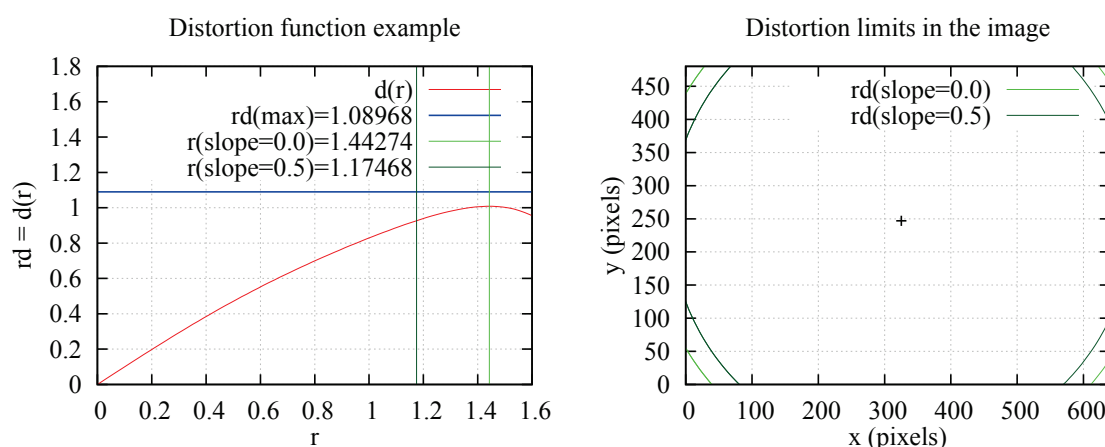 Distortion function example
1.8
1.6
1.4
1.2
1
0.8
0.6
0.4
0.2
0
rd = d(r)
d(r)
rd(max)=1.08968
r(slope=0.0)=1.44274
r(slope=0.5)=1.17468
0 0.2 0.4 0.6 0.8 1 1.2 1.4 1.6
r
Distortion limits in the image
450
400
350
300
250
200
150
100
50
0
y (pixels)
rd(slope=0.0)
rd(slope=0.5)
0 100 200 300 400 500 600
x (pixels)